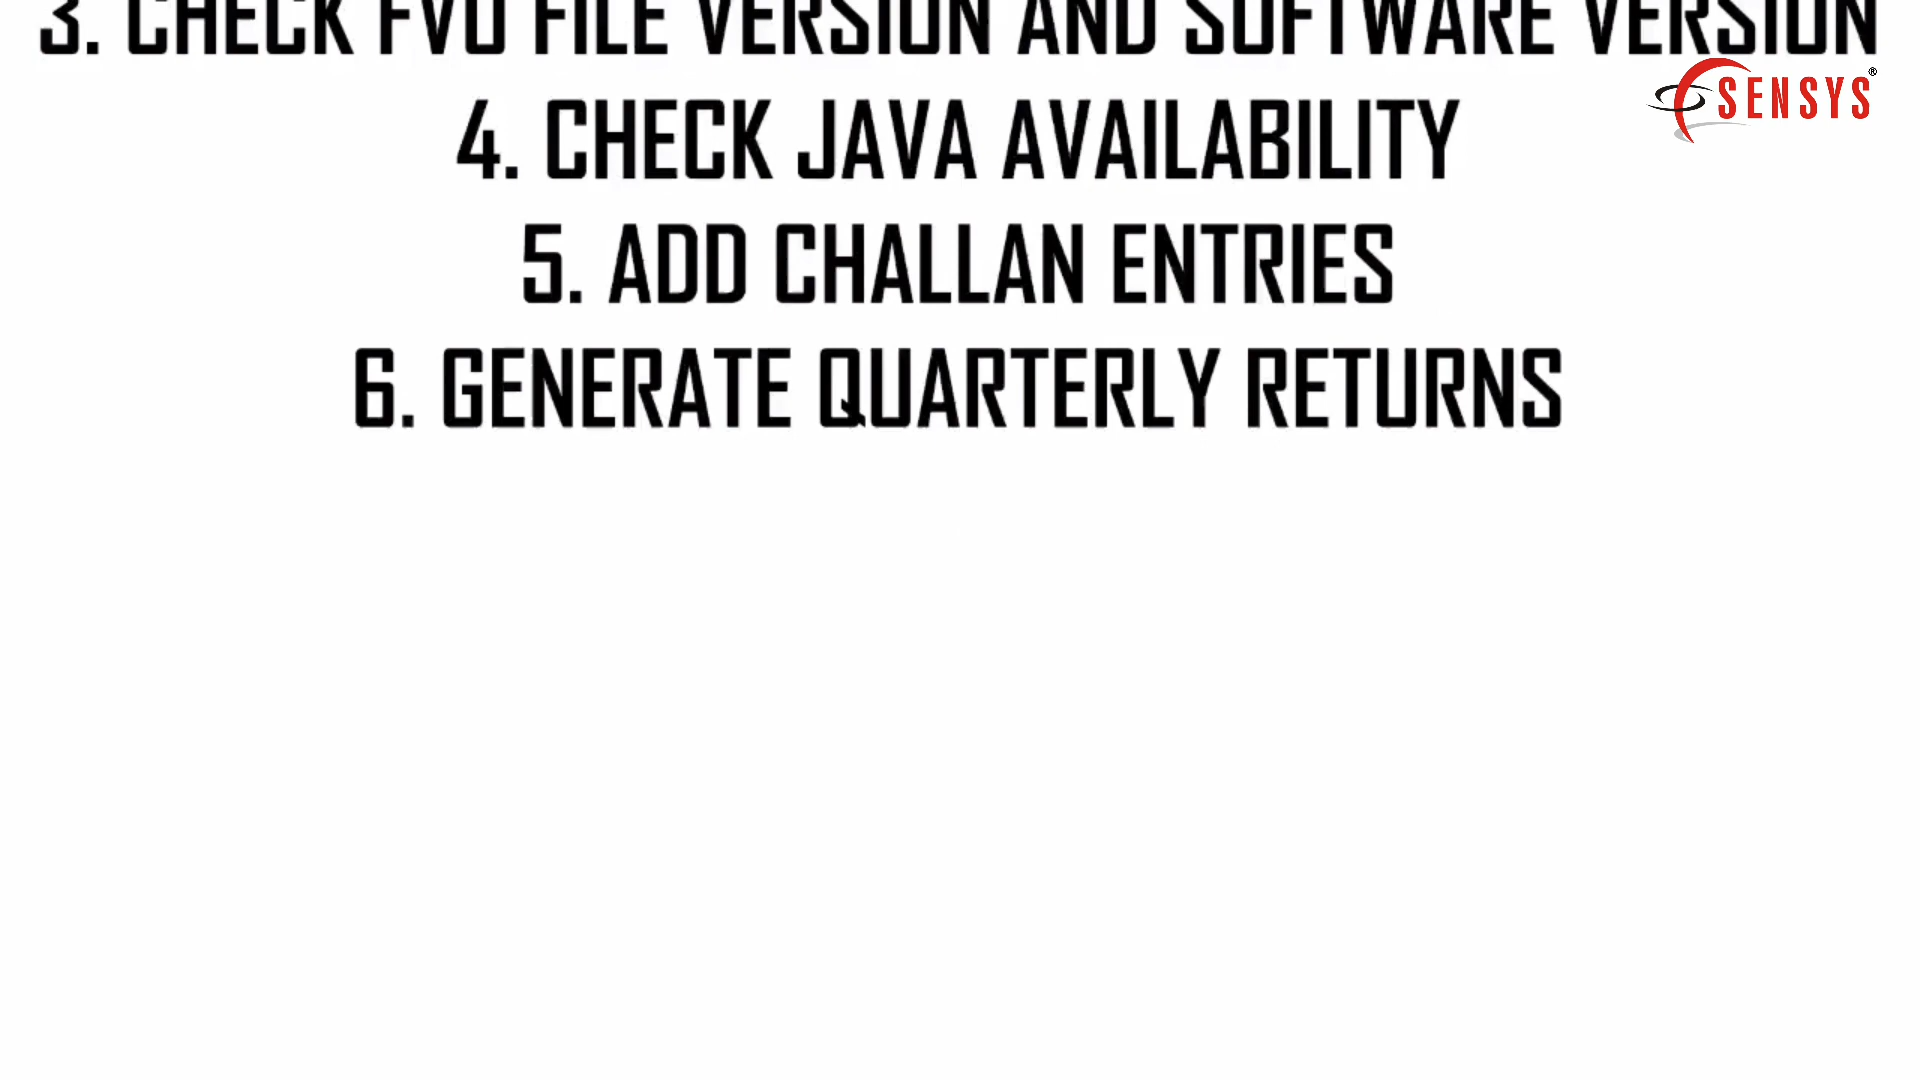 3. CHECK FVU FILE VERSION AND SOFTWARE VERSION
SENSYS®
4. CHECK JAVA AVAILABILITY
5. ADD CHALLAN ENTRIES
6. GENERATE QUARTERLY RETURNS